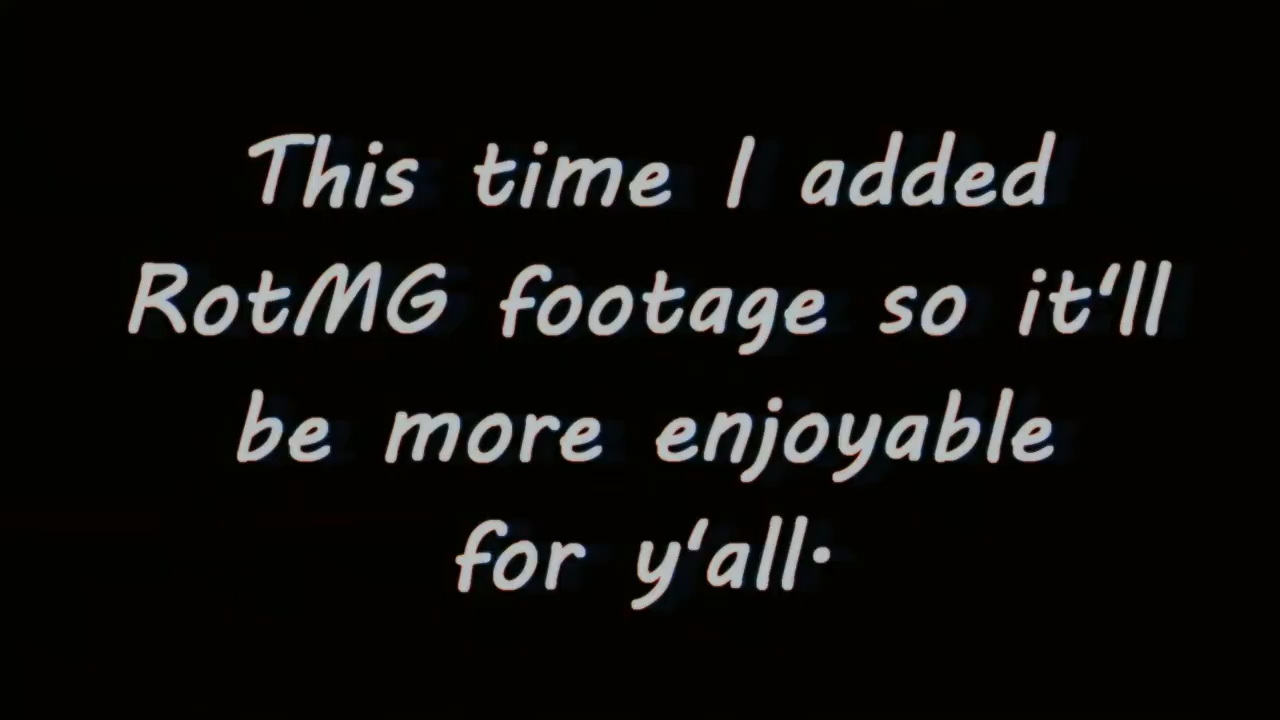 This time I added
RotMG footage so it'll
be more enjoyable
for y'all.